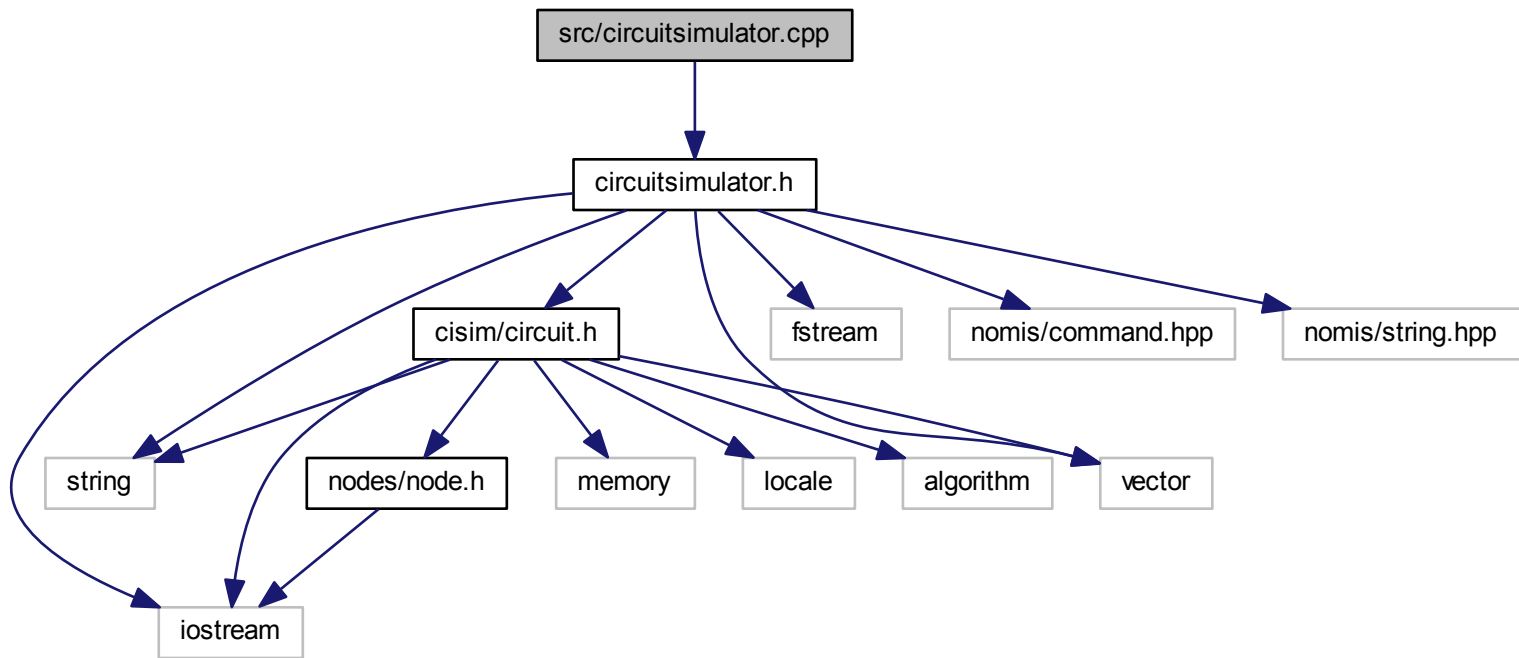 src/circuitsimulator.cpp
circuitsimulator.h
cisim/circuit.h
fstream
nomis/command.hpp
nomis/string.hpp
string
nodes/node.h
memory
locale
algorithm
vector
iostream